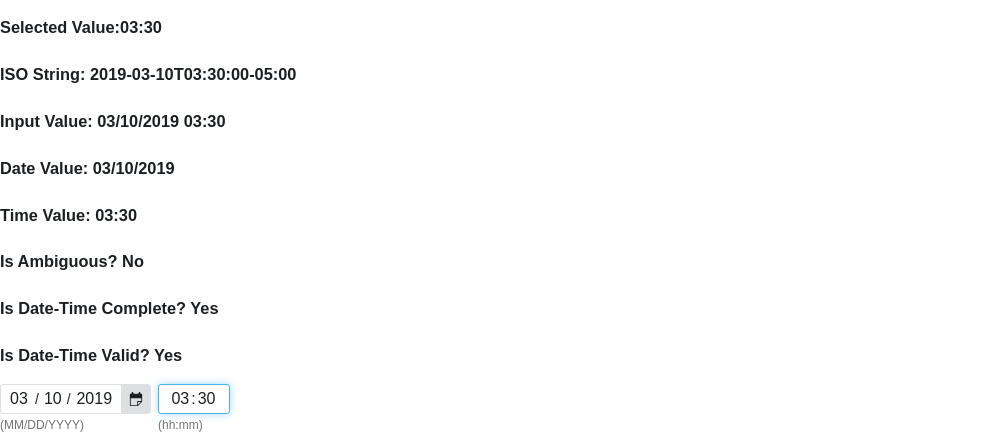 Selected Value:03:30
ISO String: 2019-03-10T03:30:00-05:00
Input Value: 03/10/2019 03:30
Date Value: 03/10/2019
Time Value: 03:30
Is Ambiguous? No
Is Date-Time Complete? Yes
Is Date-Time Valid? Yes
03 / 10 / 2019 03:30
(MM/DD/YYYY) (hh:mm)